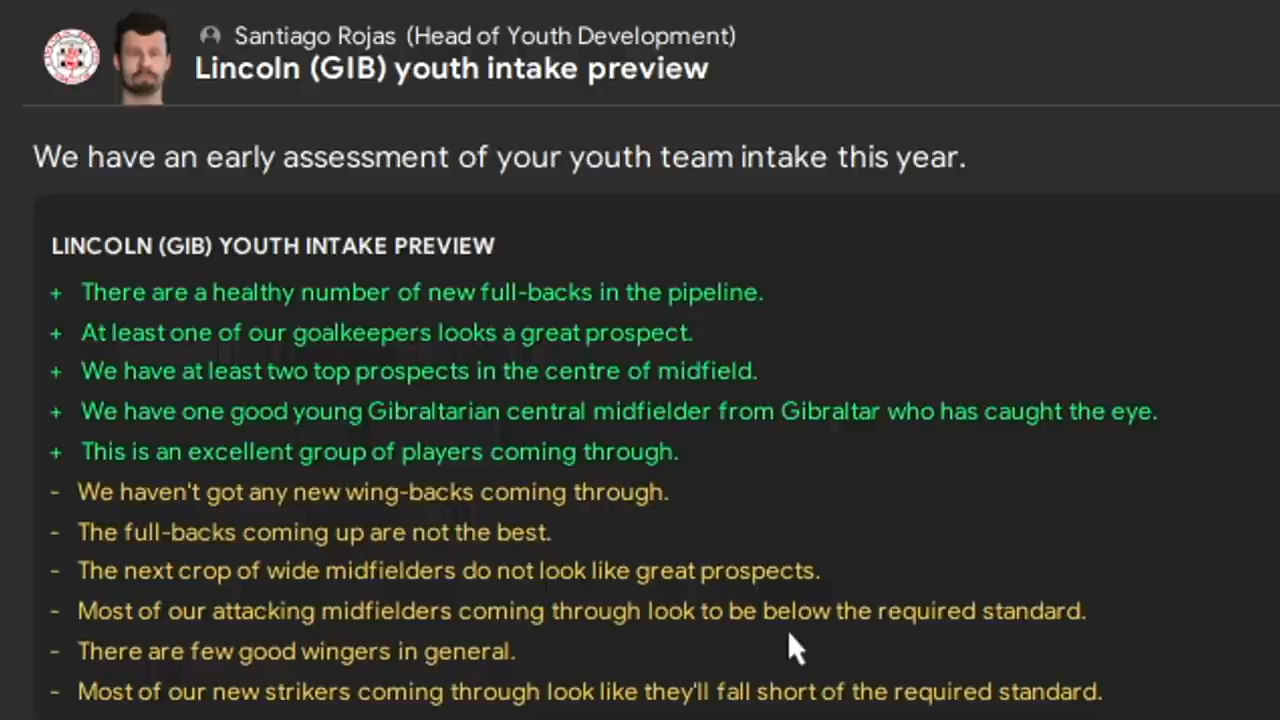 Santiago Rojas (Head of Youth Development)
Lincoln (GIB) youth intake preview
We have an early assessment of your youth team intake this year.
LINCOLN (GIB) YOUTH INTAKE PREVIEW
+ There are a healthy number of new full-backs in the pipeline.
+ At least one of our goalkeepers looks a great prospect.
+ We have at least two top prospects in the centre of midfield.
+ We have one good young Gibraltarian central midfielder from Gibraltar who has caught the eye.
+ This is an excellent group of players coming through.
- We haven't got any new wing-backs coming through.
- The full-backs coming up are not the best.
- The next crop of wide midfielders do not look like great prospects.
- Most of our attacking midfielders coming through look to be below the required standard.
- There are few good wingers in general.
- Most of our new strikers coming through look like they'll fall short of the required standard.